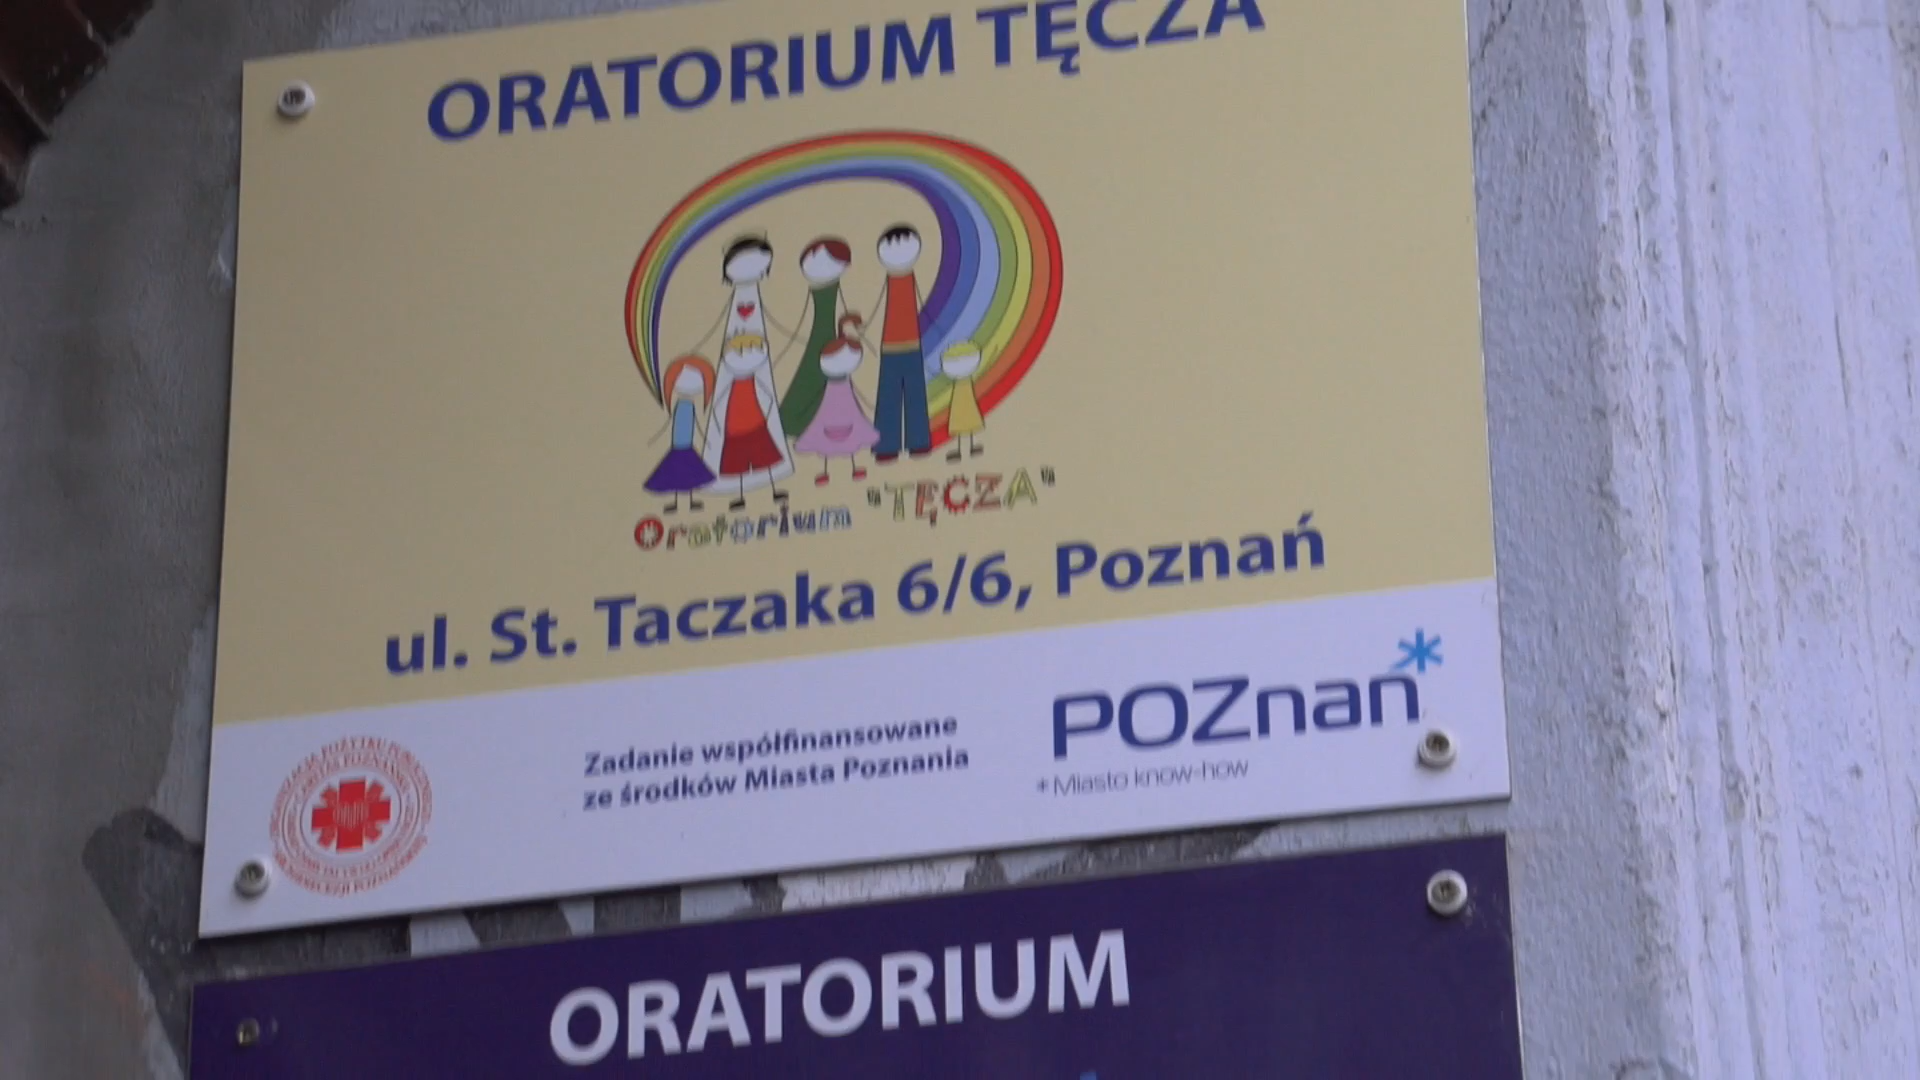 ORATORIUM TĘCZA
Oratorium "TĘCZA"
ul. St. Taczaka 6/6, Poznań
Zadanie współfinansowane
ze środków Miasta Poznania
POZnań*
*Miasto know-how
ORATORIUM